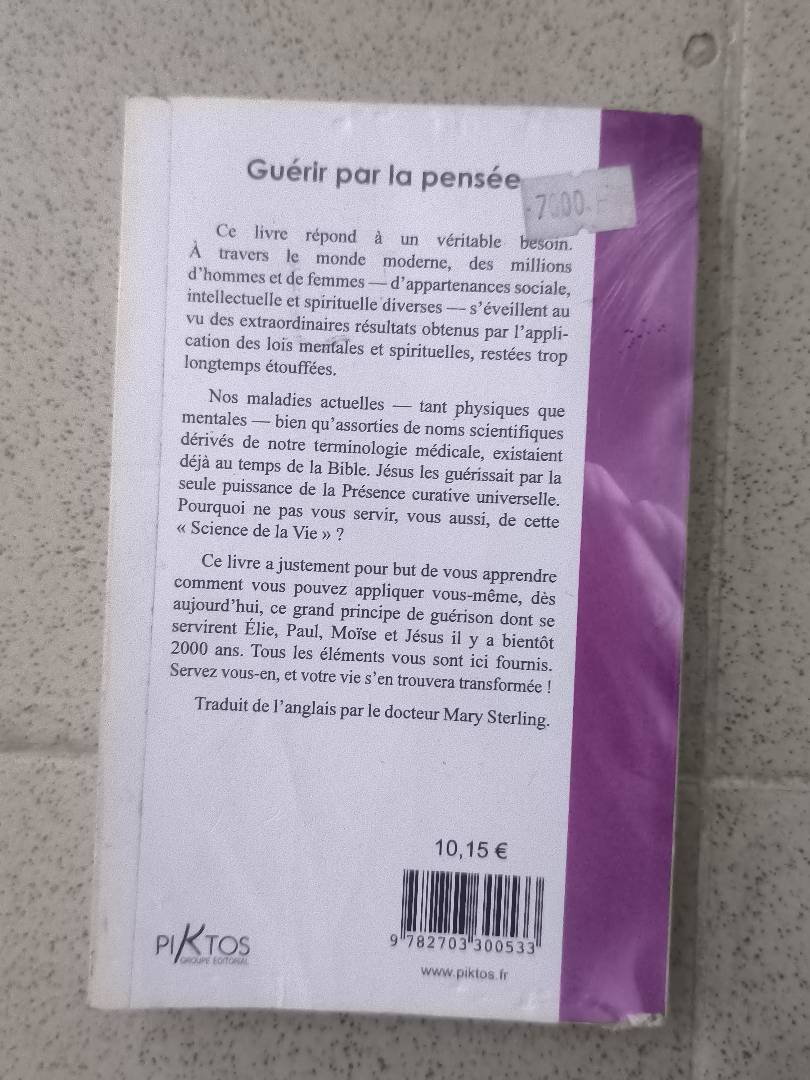 Guérir par la pensée
7000
Ce livre répond à un véritable besoin.
À travers le monde moderne, des millions
d'hommes et de femmes — d'appartenances sociale,
intellectuelle et spirituelle diverses — s'éveillent au
vu des extraordinaires résultats obtenus par l'appli-
cation des lois mentales et spirituelles, restées trop
longtemps étouffées.
Nos maladies actuelles — tant physiques que
mentales — bien qu'assorties de noms scientifiques
dérivés de notre terminologie médicale, existaient
déjà au temps de la Bible. Jésus les guérissait par la
seule puissance de la Présence curative universelle.
Pourquoi ne pas vous servir, vous aussi, de cette
« Science de la Vie » ?
Ce livre a justement pour but de vous apprendre
comment vous pouvez appliquer vous-même, dès
aujourd'hui, ce grand principe de guérison dont se
servirent Élie, Paul, Moïse et Jésus il y a bientôt
2000 ans. Tous les éléments vous sont ici fournis.
Servez vous-en, et votre vie s'en trouvera transformée !
Traduit de l'anglais par le docteur Mary Sterling.
10,15 €
9 782703 300533
www.piktos.fr
PIKTOS
GROUPE ÉDITORIAL